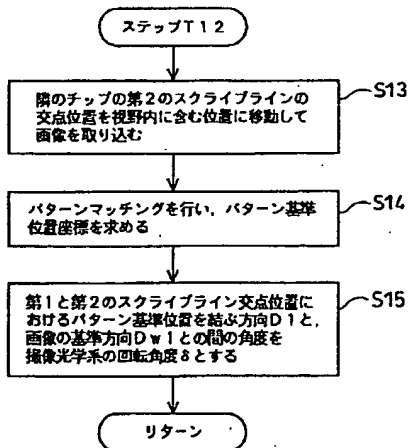 ステップT12
隣のチップの第2のスクライブラインの
交点位置を視野内に含む位置に移動して
画像を取り込む
S13
パターンマッチングを行い，パターン基準
位置座標を求める
S14
第1と第2のスクライブライン交点位置に
おけるパターン基準位置を結ぶ方向D1と，
画像の基準方向Dw1との間の角度を
撮像光学系の回転角度δとする
S15
リターン